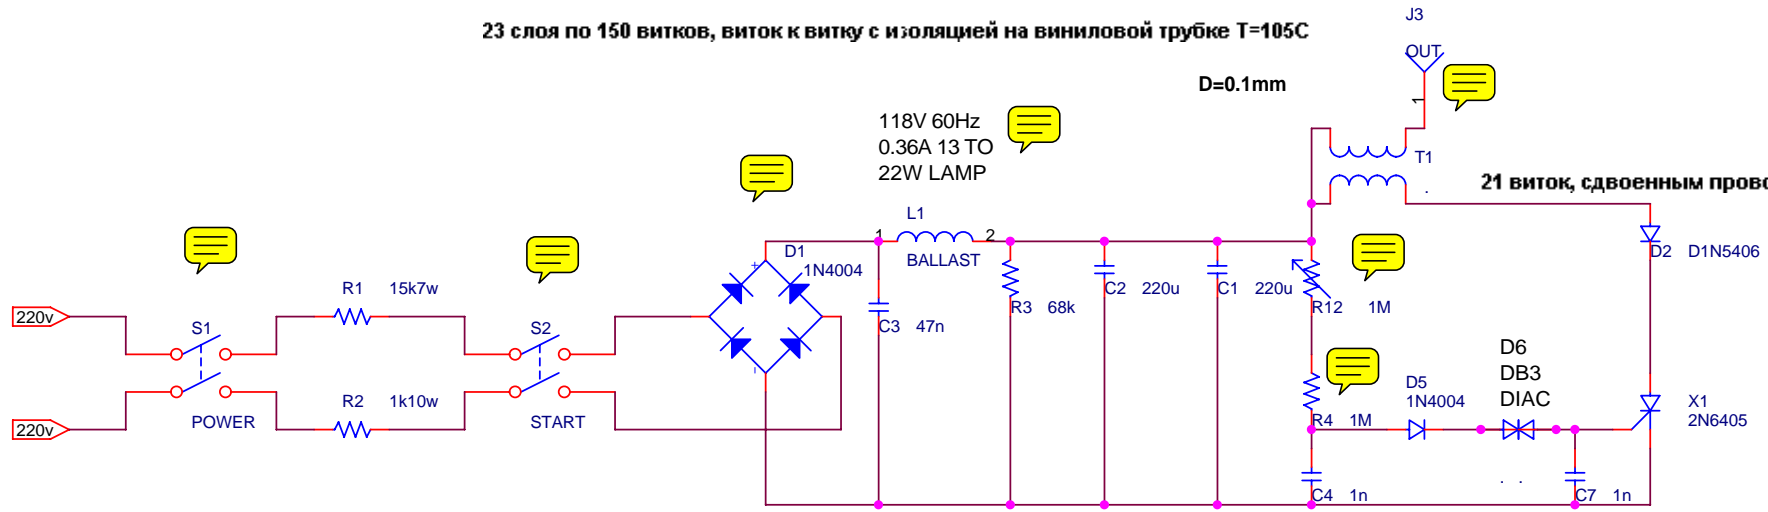 23 слоя по 150 витков, виток к витку с изоляцией на виниловой трубке T=105C
J3
OUT
1
D=0.1mm
118V 60Hz
0.36A 13 TO
22W LAMP
T1
21 виток, сдвоенным
L1
1
2
BALLAST
D1
1N4004
D2 D1N5406
R1 15k7w
220v
S1
S2
C3 47n
R3 68k
C2 220u
C1 220u
R12 1M
R2 1k10w
220v
POWER
START
D6
DB3
DIAC
D5
1N4004
X1
2N6405
R4 1M
C4 1n
C7 1n